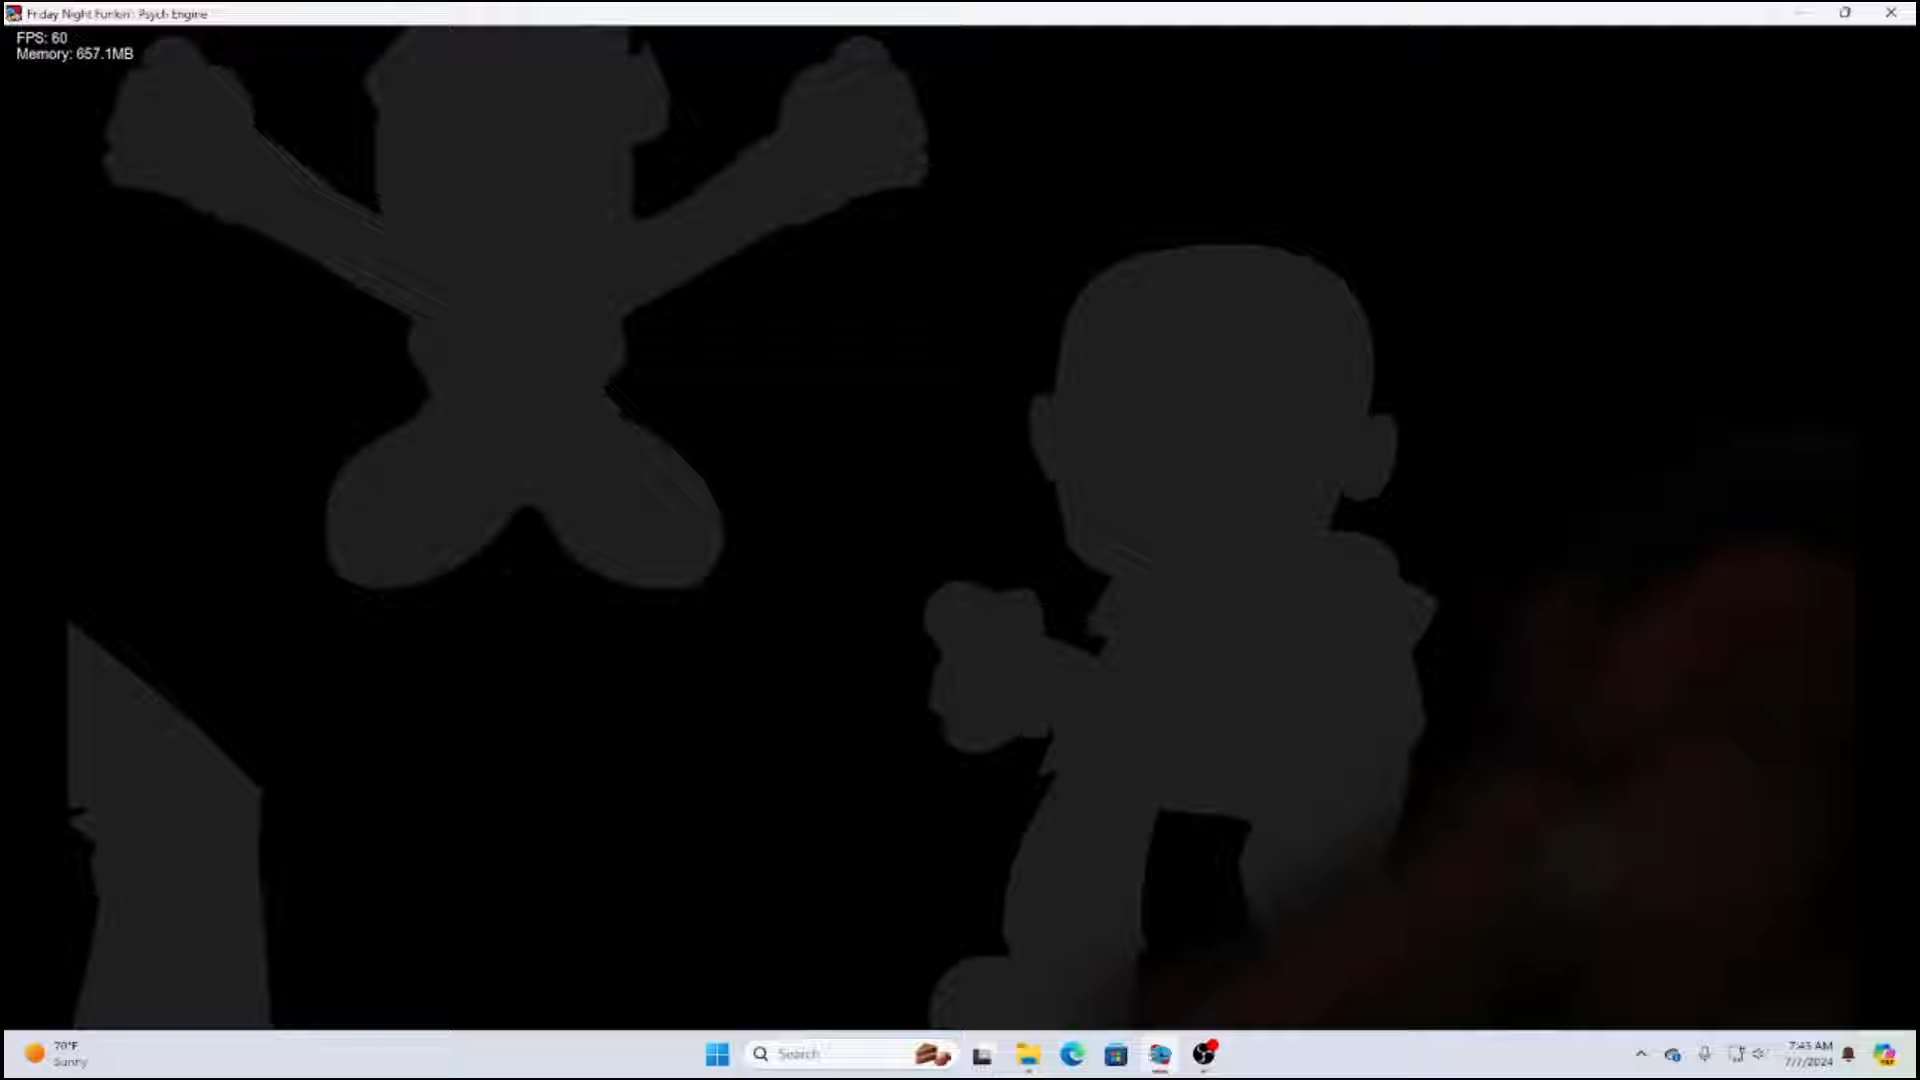 Friday Night Funkin': Psych Engine
FPS: 60
Memory: 657.1MB
70°F
Sunny
Search
7:45 AM
7/7/2024